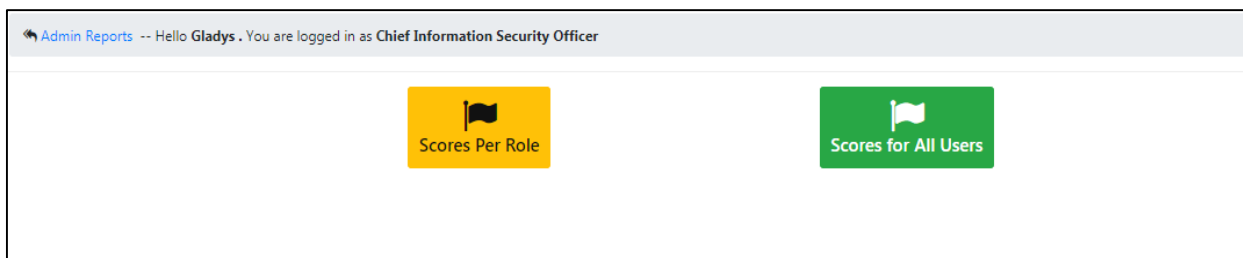 Admin Reports -- Hello Gladys . You are logged in as Chief Information Security Officer
Scores Per Role
Scores for All Users